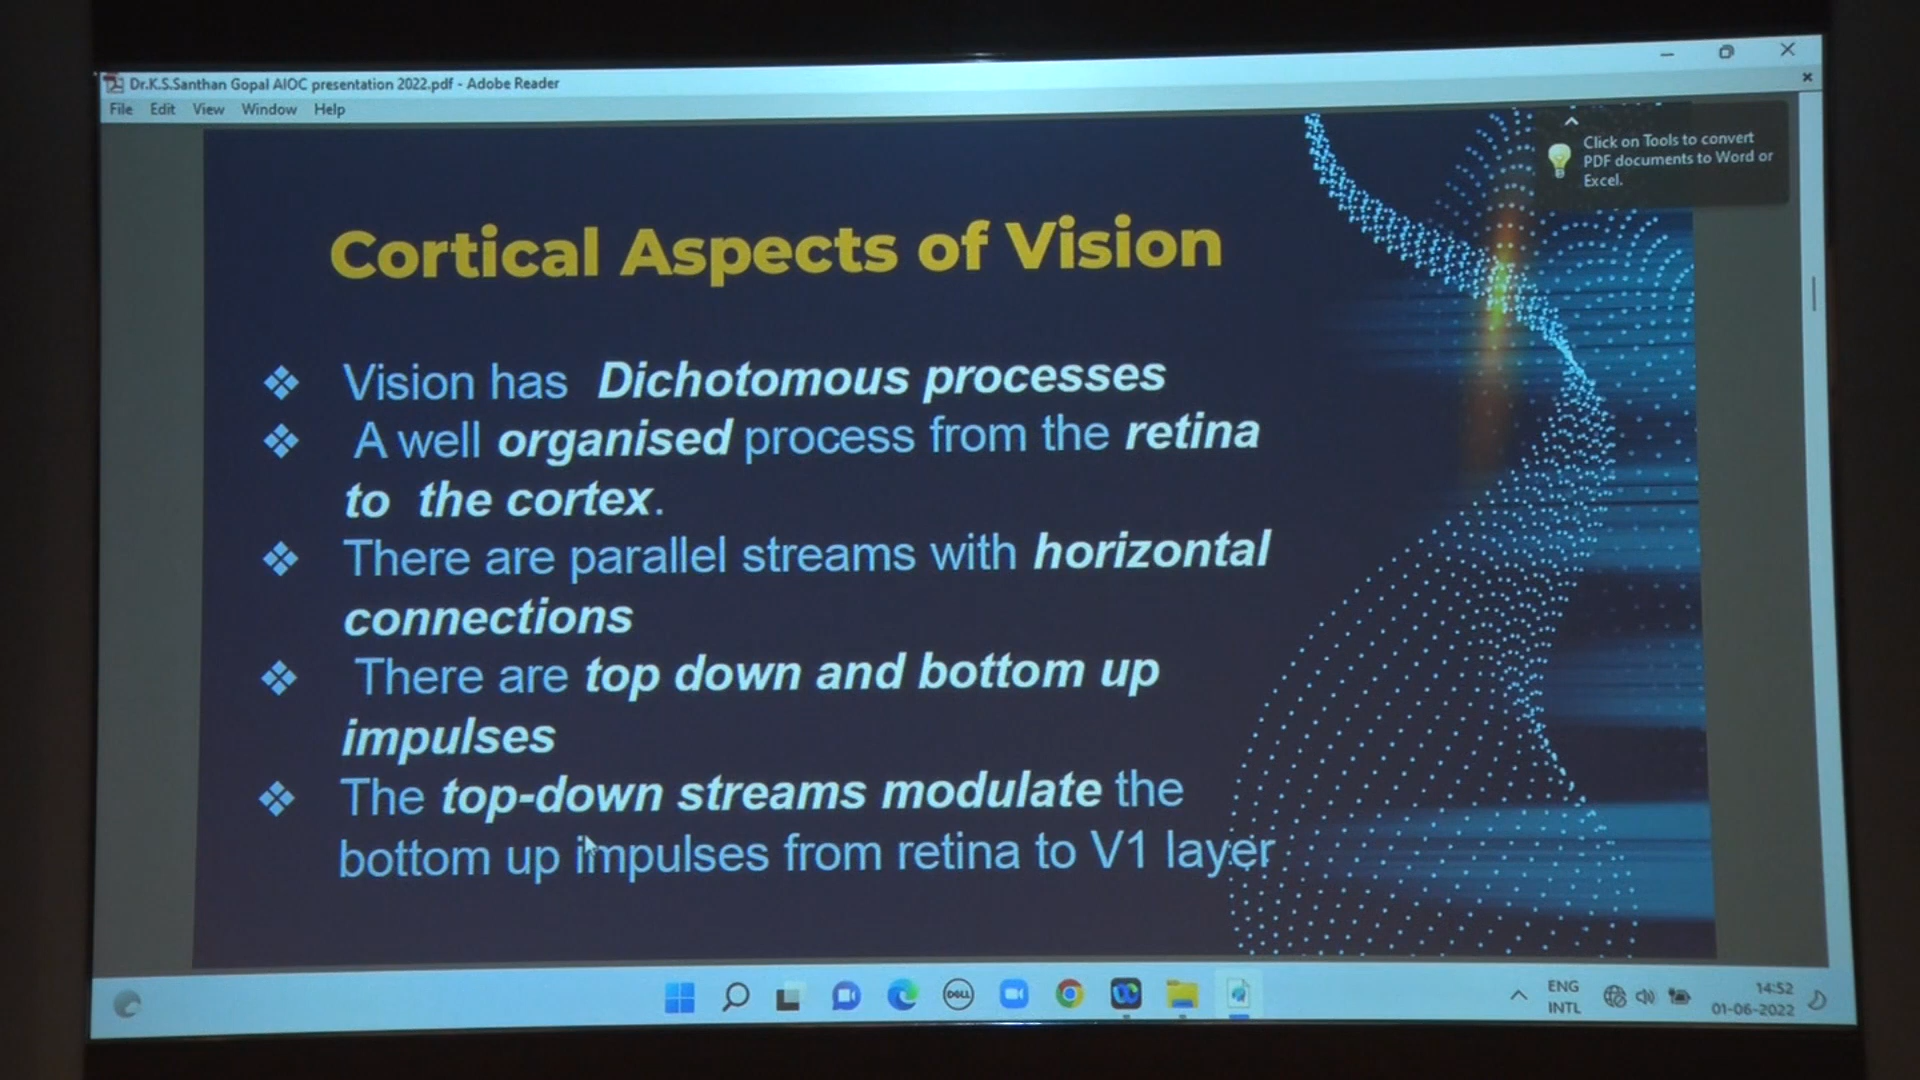 Dr.K.S.Santhan Gopal AIOC presentation 2022.pdf - Adobe Reader
File Edit View Window Help
Click on Tools to convert
PDF documents to Word or
Excel.
Cortical Aspects of Vision
❖ Vision has Dichotomous processes
❖ A well organised process from the retina
to the cortex.
❖ There are parallel streams with horizontal
connections
❖ There are top down and bottom up
impulses
❖ The top-down streams modulate the
bottom up impulses from retina to V1 layer
DELL
ENG
INTL
14:52
01-06-2022